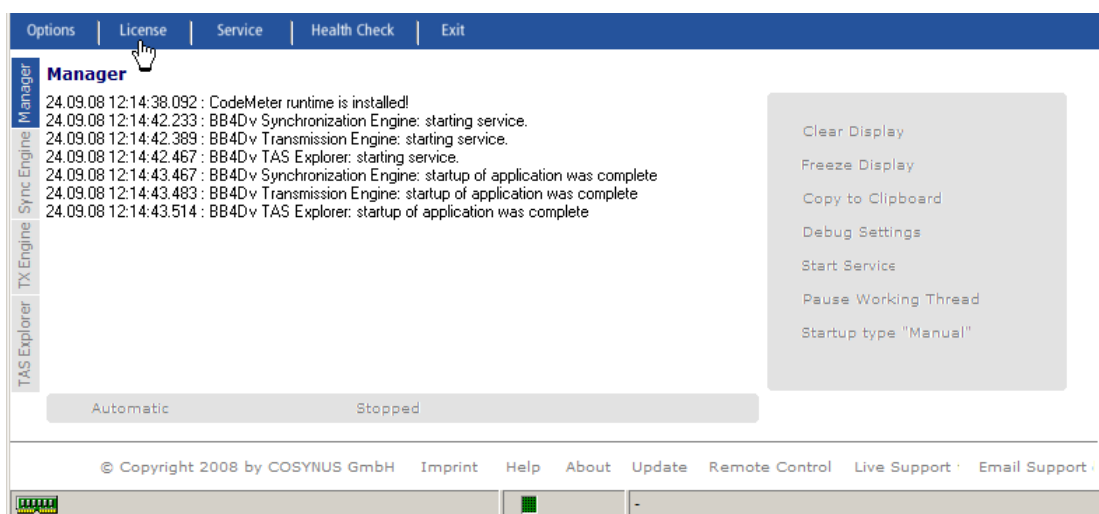 Options | License | Service | Health Check | Exit
Manager
Sync Engine
TX Engine
TAS Explorer
Manager
24.09.08 12:14:38.092 : CodeMeter runtime is installed!
24.09.08 12:14:42.233 : BB4Dv Synchronization Engine: starting service.
24.09.08 12:14:42.389 : BB4Dv Transmission Engine: starting service.
24.09.08 12:14:42.467 : BB4Dv TAS Explorer: starting service.
24.09.08 12:14:43.467 : BB4Dv Synchronization Engine: startup of application was complete
24.09.08 12:14:43.483 : BB4Dv Transmission Engine: startup of application was complete
24.09.08 12:14:43.514 : BB4Dv TAS Explorer: startup of application was complete
Clear Display
Freeze Display
Copy to Clipboard
Debug Settings
Start Service
Pause Working Thread
Startup type "Manual"
Automatic Stopped
© Copyright 2008 by COSYNUS GmbH Imprint Help About Update Remote Control Live Support Email Support
-